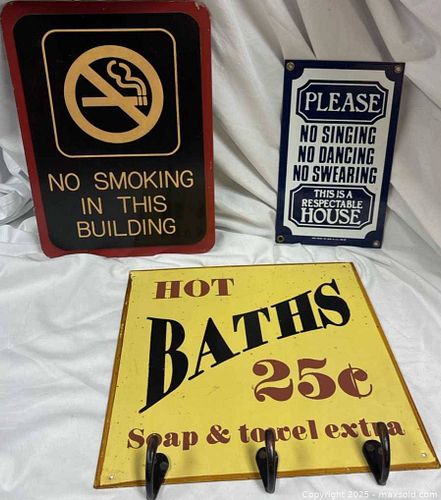 NO SMOKING
IN THIS
BUILDING
PLEASE
NO SINGING
NO DANCING
NO SWEARING
THIS IS A
RESPECTABLE
HOUSE
HOT
BATHS
25¢
Soap & towel extra
Copyright 2025 - maxsold.com